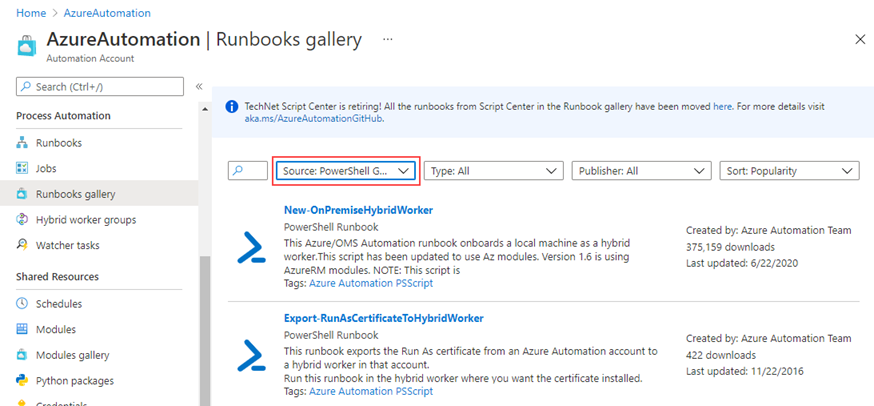 Home > AzureAutomation
AzureAutomation | Runbooks gallery ...
Automation Account
Search (Ctrl+/)
Process Automation
Runbooks
Jobs
Runbooks gallery
Hybrid worker groups
Watcher tasks
Shared Resources
Schedules
Modules
Modules gallery
Python packages
Credentials
TechNet Script Center is retiring! All the runbooks from Script Center in the Runbook gallery have been moved here. For more details visit
aka.ms/AzureAutomationGitHub.
Source: PowerShell G...
Type: All
Publisher: All
Sort: Popularity
New-OnPremiseHybridWorker
PowerShell Runbook
This Azure/OMS Automation runbook onboards a local machine as a hybrid
worker.This script has been updated to use Az modules. Version 1.6 is using
AzureRM modules. NOTE: This script is
Tags: Azure Automation PSScript
Created by: Azure Automation Team
375,159 downloads
Last updated: 6/22/2020
Export-RunAsCertificateToHybridWorker
PowerShell Runbook
This runbook exports the Run As certificate from an Azure Automation account to
a hybrid worker in that account.
Run this runbook in the hybrid worker where you want the certificate installed.
Tags: Azure Automation PSScript
Created by: Azure Automation Team
422 downloads
Last updated: 11/22/2016